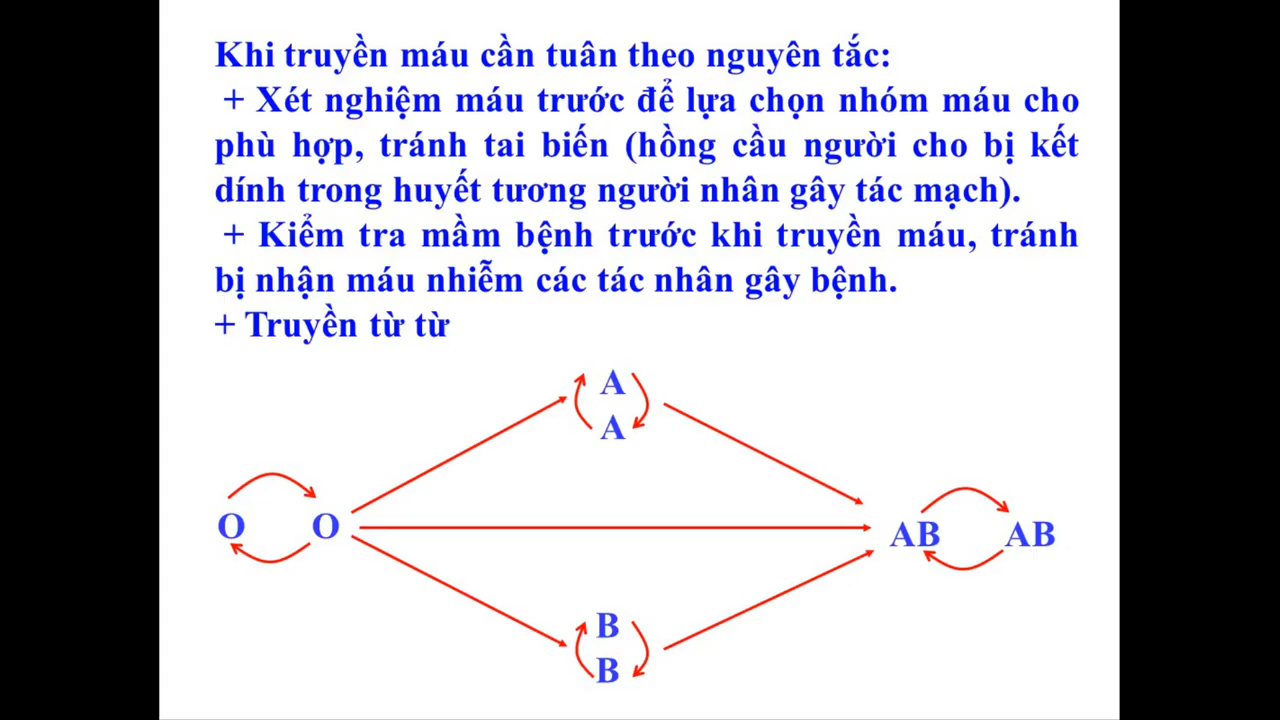 Khi truyền máu cần tuân theo nguyên tắc:
+ Xét nghiệm máu trước để lựa chọn nhóm máu cho
phù hợp, tránh tai biến (hồng cầu người cho bị kết
dính trong huyết tương người nhân gây tác mạch).
+ Kiểm tra mầm bệnh trước khi truyền máu, tránh
bị nhận máu nhiễm các tác nhân gây bệnh.
+ Truyền từ từ
A
A
O O
AB AB
B
B